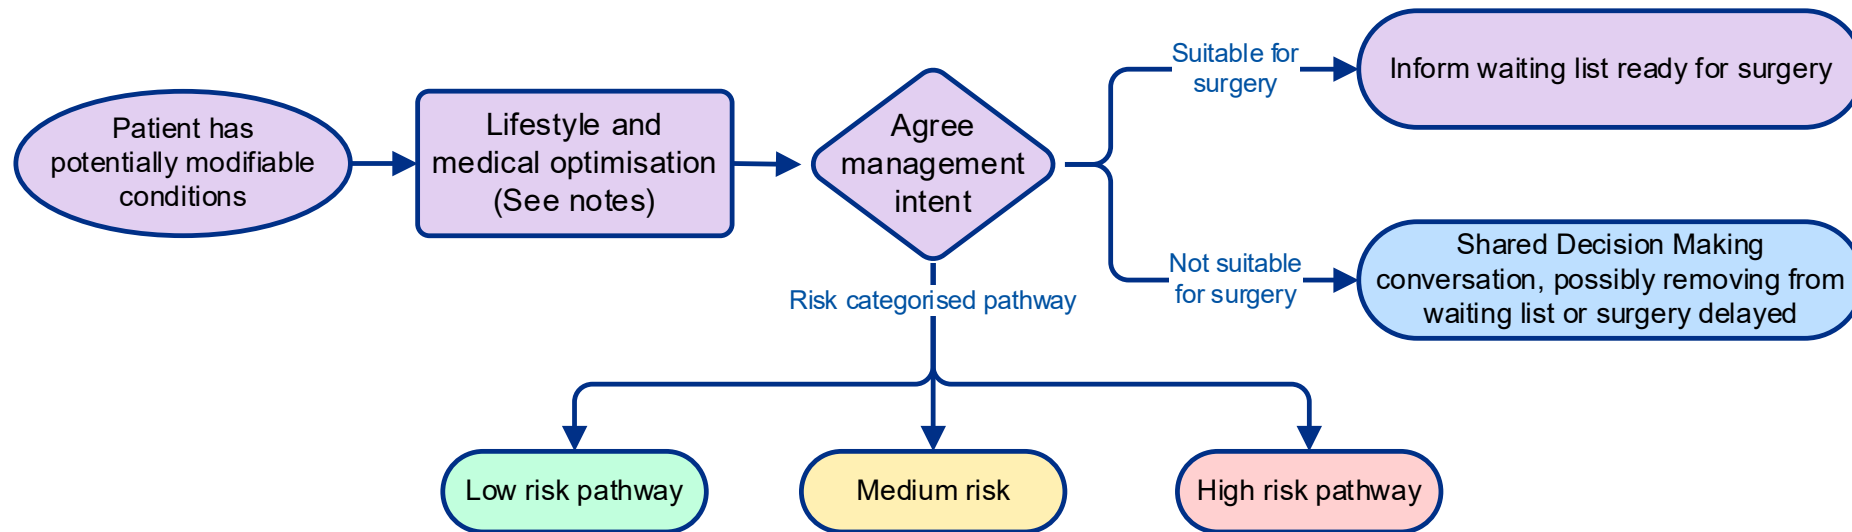 Patient has
potentially modifiable
conditions
Lifestyle and
medical optimisation
(See notes)
Agree
management
intent
Suitable for
surgery
Inform waiting list ready for surgery
Not suitable
for surgery
Shared Decision Making
conversation, possibly removing from
waiting list or surgery delayed
Risk categorised pathway
Low risk pathway
Medium risk
High risk pathway